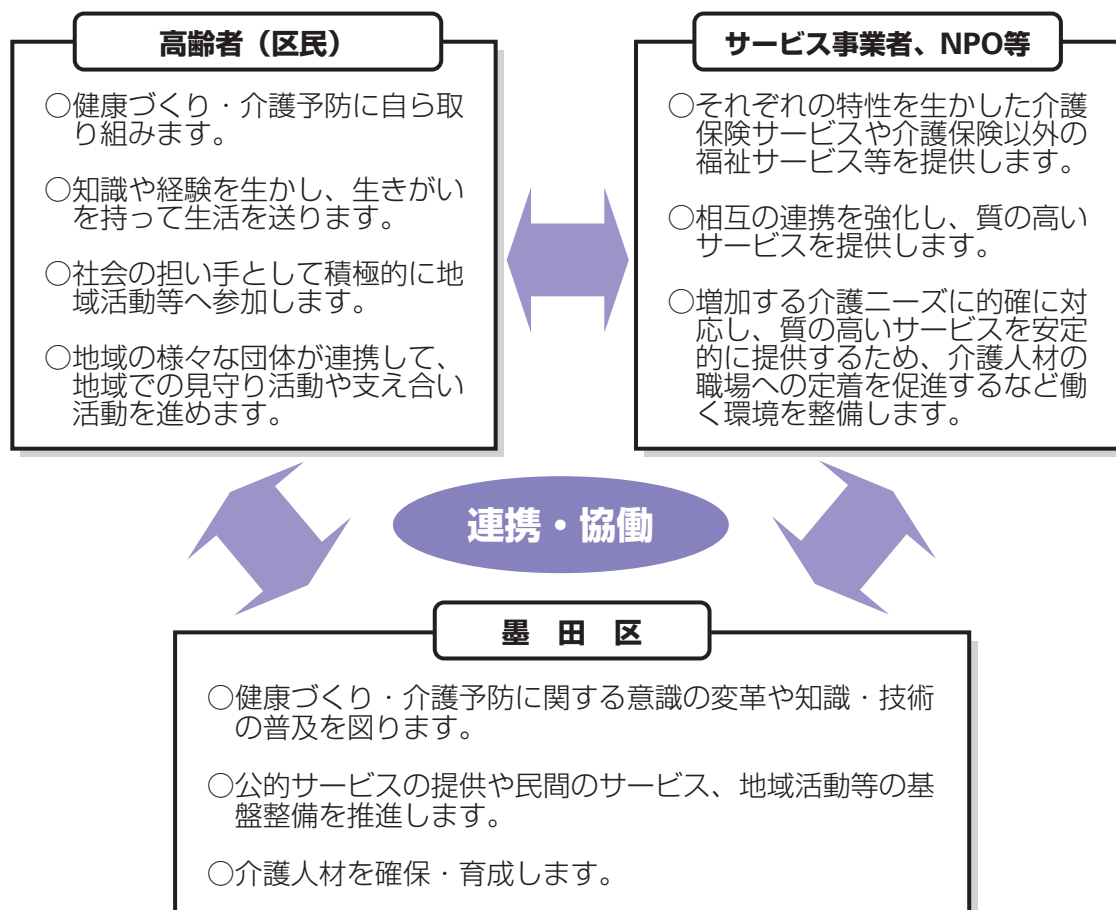 高齢者（区民）
○健康づくり・介護予防に自ら取
り組みます。
○知識や経験を生かし、生きがい
を持って生活を送ります。
○社会の担い手として積極的に地
域活動等へ参加します。
○地域の様々な団体が連携して、
地域での見守り活動や支え合い
活動を進めます。
サービス事業者、NPO等
○それぞれの特性を生かした介護
保険サービスや介護保険以外の
福祉サービス等を提供します。
○相互の連携を強化し、質の高い
サービスを提供します。
○増加する介護ニーズに的確に対
応し、質の高いサービスを安定
的に提供するため、介護人材の
職場への定着を促進するなど働
く環境を整備します。
連携・協働
墨　田　区
○健康づくり・介護予防に関する意識の変革や知識・技術
の普及を図ります。
○公的サービスの提供や民間のサービス、地域活動等の基
盤整備を推進します。
○介護人材を確保・育成します。